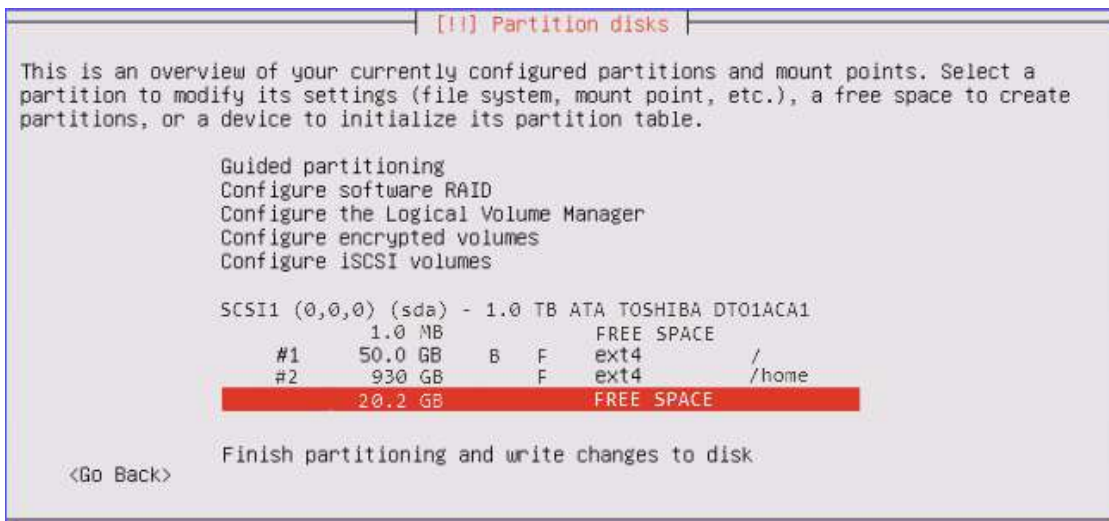 [!!] Partition disks
This is an overview of your currently configured partitions and mount points. Select a
partition to modify its settings (file system, mount point, etc.), a free space to create
partitions, or a device to initialize its partition table.
Guided partitioning
Configure software RAID
Configure the Logical Volume Manager
Configure encrypted volumes
Configure iSCSI volumes
SCSI1 (0,0,0) (sda) - 1.0 TB ATA TOSHIBA DT01ACA1
1.0 MB FREE SPACE
#1 50.0 GB B F ext4 /
#2 930 GB F ext4 /home
20.2 GB FREE SPACE
Finish partitioning and write changes to disk
<Go Back>